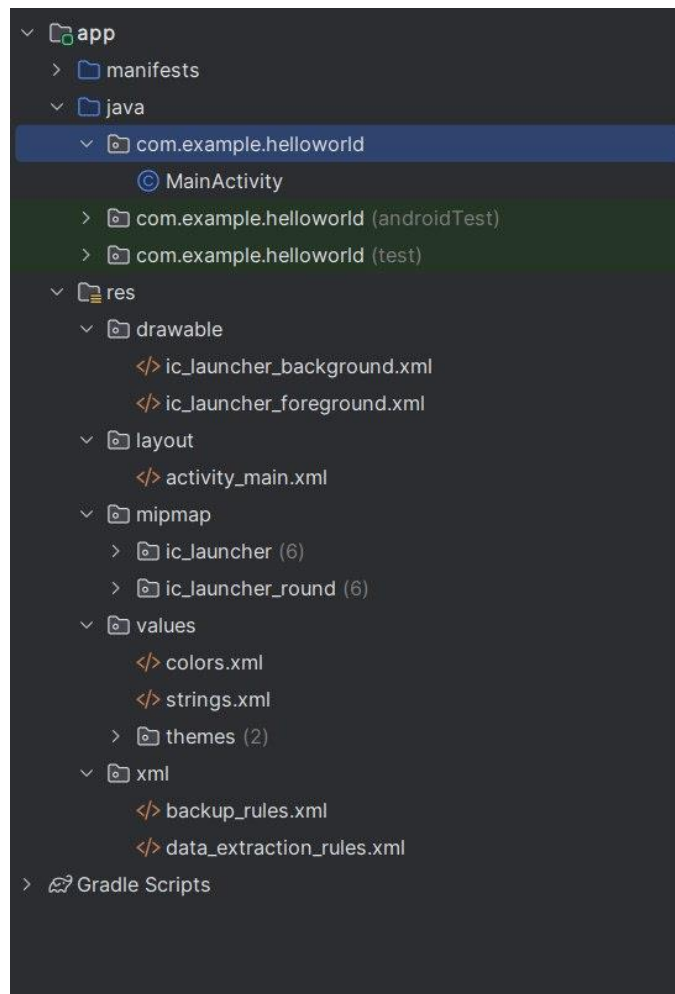 app
manifests
java
com.example.helloworld
MainActivity
com.example.helloworld (androidTest)
com.example.helloworld (test)
res
drawable
ic_launcher_background.xml
ic_launcher_foreground.xml
layout
activity_main.xml
mipmap
ic_launcher (6)
ic_launcher_round (6)
values
colors.xml
strings.xml
themes (2)
xml
backup_rules.xml
data_extraction_rules.xml
Gradle Scripts